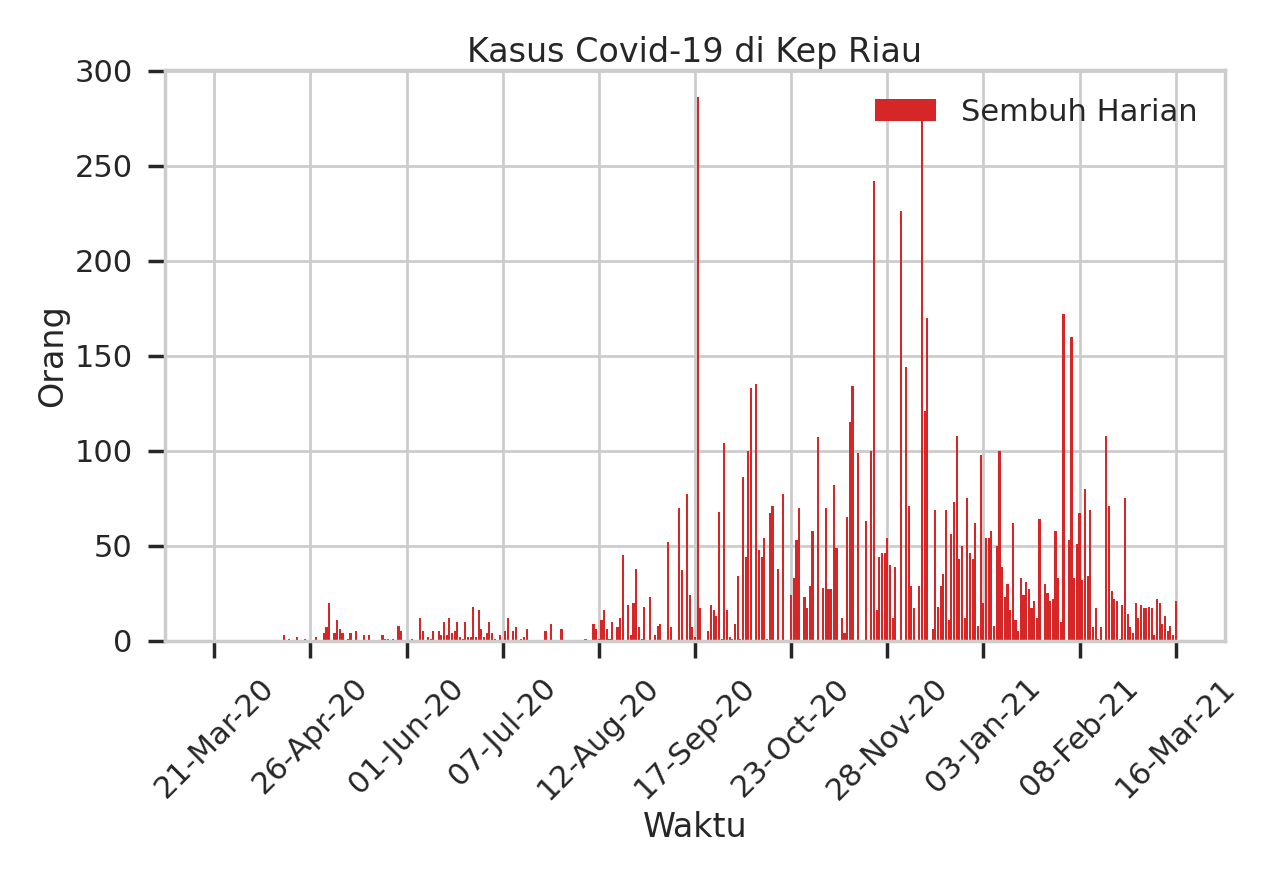 Kasus Covid-19 di Kep Riau
Sembuh Harian
Orang
300
250
200
150
100
50
0
21-Mar-20
26-Apr-20
01-Jun-20
07-Jul-20
12-Aug-20
17-Sep-20
23-Oct-20
28-Nov-20
03-Jan-21
08-Feb-21
16-Mar-21
Waktu